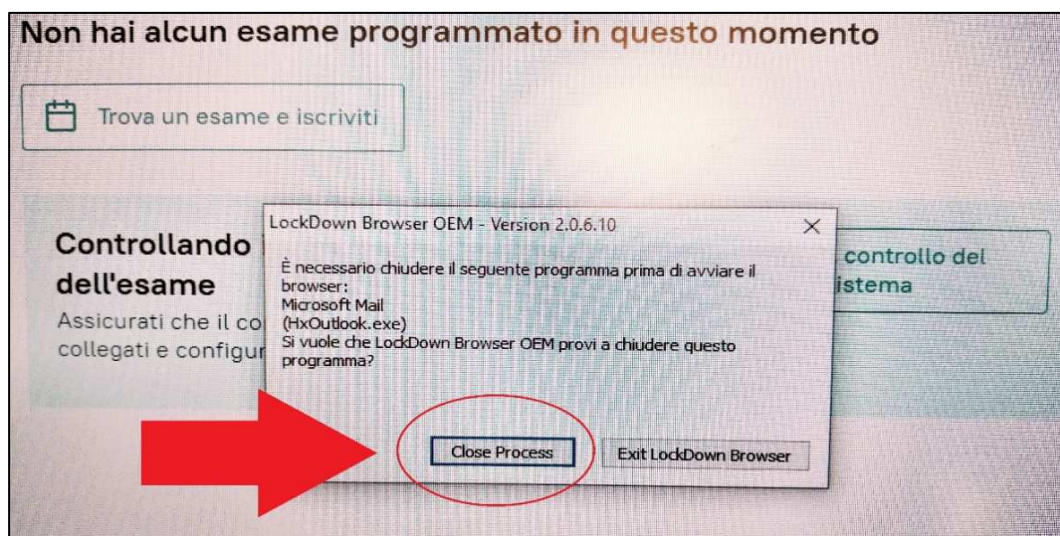 Non hai alcun esame programmato in questo momento
Trova un esame e iscriviti
LockDown Browser OEM - Version 2.0.6.10
È necessario chiudere il seguente programma prima di avviare il
browser:
Microsoft Mail
(HxOutlook.exe)
Si vuole che LockDown Browser OEM provi a chiudere questo
programma?
Close Process
Exit LockDown Browser
Controllando
dell'esame
Assicurati che il co
collegati e configur
controllo del
istema